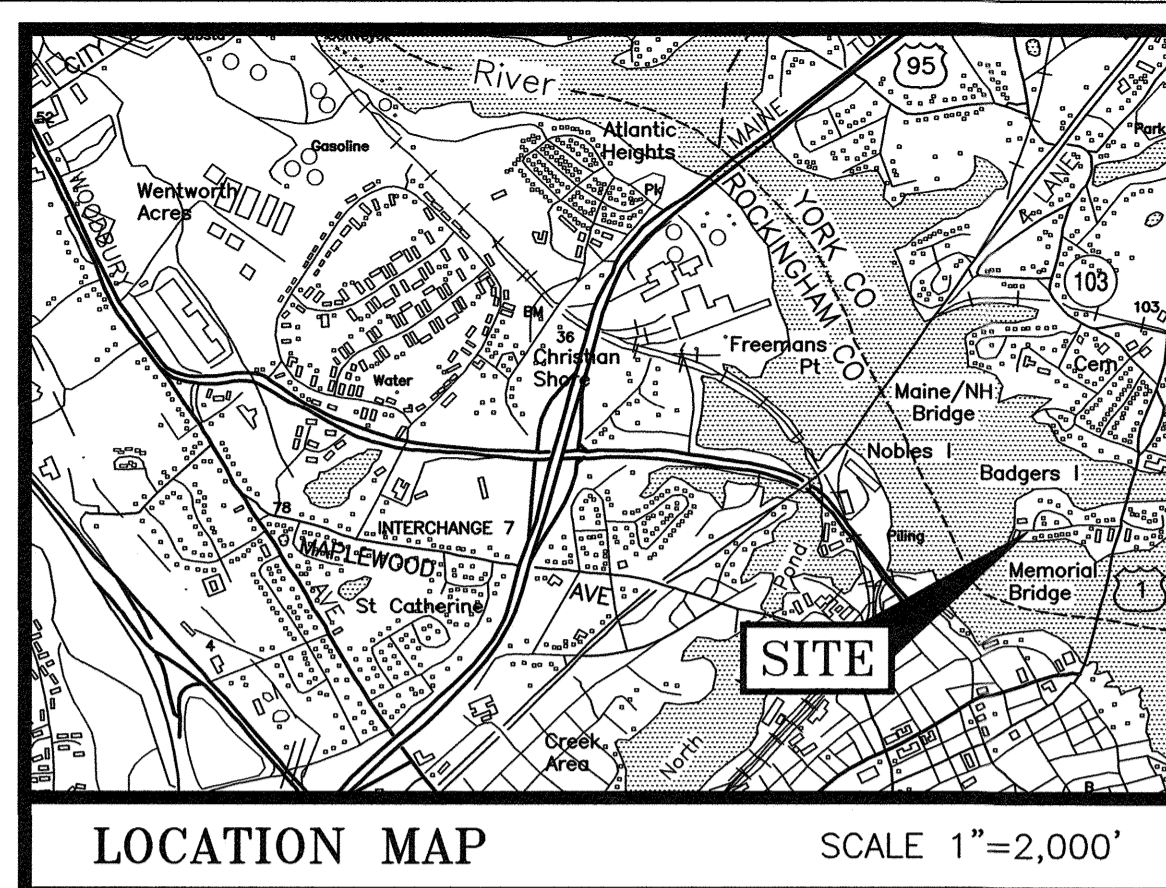 CITY
River
95
TU
52
Gasoline
Atlantic
Heights
MAINE
Park
Wentworth
Acres
Pk
LANE
WOODBURY
ROCKINGHAM CO
YORK CO
103
103
BM
36
Christian
Shore
Freemans
Pt
Cem
Water
Maine/NH
Bridge
Nobles I
Badgers I
78
INTERCHANGE 7
Piling
MAPLEWOOD
AVE
Pond
Memorial
Bridge
1
St Catherine
AVE
4
SITE
Creek
Area
North
B
LOCATION MAP
SCALE 1"=2,000'